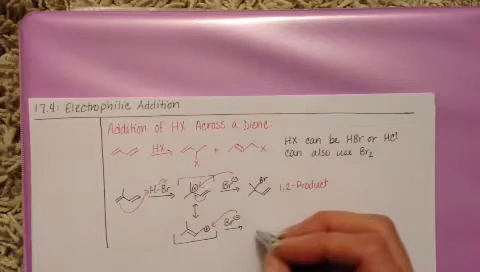 17.4: Electrophilic Addition
Addition of HX Across a Diene:
HX
+
X
X
HX can be HBr or HCl
can also use Br2
H-Br
⊕
Br⊖
Br
1,2-Product
⊕
Br⊖